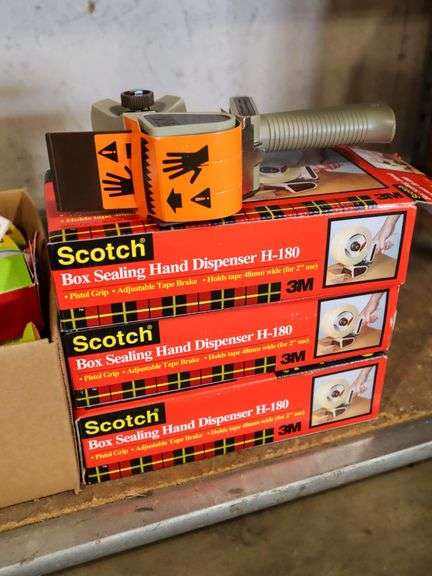 Scotch
Box Sealing Hand Dispenser H-180
• Pistol Grip • Adjustable Tape Brake • Holds tape 48mm wide (for 2" use)
3M
Scotch
Box Sealing Hand Dispenser H-180
• Pistol Grip • Adjustable Tape Brake • Holds tape 48mm wide (for 2" use)
3M
Scotch
Box Sealing Hand Dispenser H-180
• Pistol Grip • Adjustable Tape Brake • Holds tape 48mm wide (for 2" use)
3M